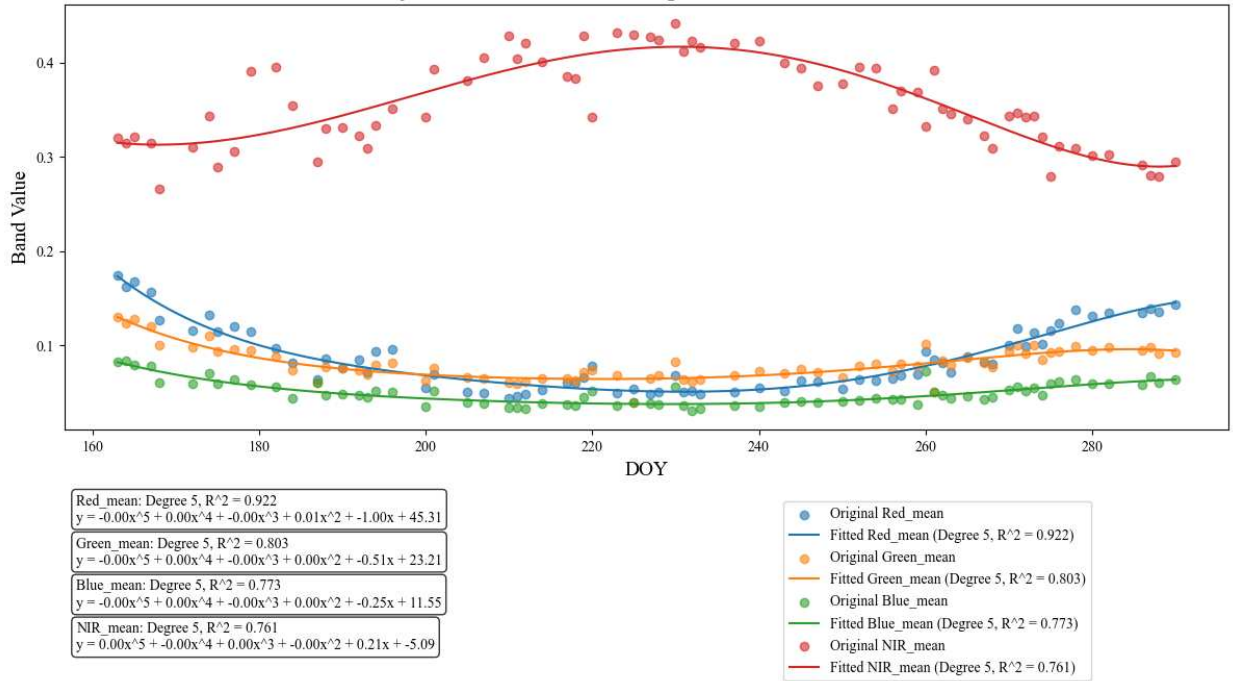 0.4
0.3
0.2
0.1
Band Value
160
180
200
220
240
260
280
DOY
Red_mean: Degree 5, R^2 = 0.922
y = -0.00x^5 + 0.00x^4 + -0.00x^3 + 0.01x^2 + -1.00x + 45.31
Green_mean: Degree 5, R^2 = 0.803
y = -0.00x^5 + 0.00x^4 + -0.00x^3 + 0.00x^2 + -0.51x + 23.21
Blue_mean: Degree 5, R^2 = 0.773
y = -0.00x^5 + 0.00x^4 + -0.00x^3 + 0.00x^2 + -0.25x + 11.55
NIR_mean: Degree 5, R^2 = 0.761
y = 0.00x^5 + -0.00x^4 + 0.00x^3 + -0.00x^2 + 0.21x + -5.09
Original Red_mean
Fitted Red_mean (Degree 5, R^2 = 0.922)
Original Green_mean
Fitted Green_mean (Degree 5, R^2 = 0.803)
Original Blue_mean
Fitted Blue_mean (Degree 5, R^2 = 0.773)
Original NIR_mean
Fitted NIR_mean (Degree 5, R^2 = 0.761)